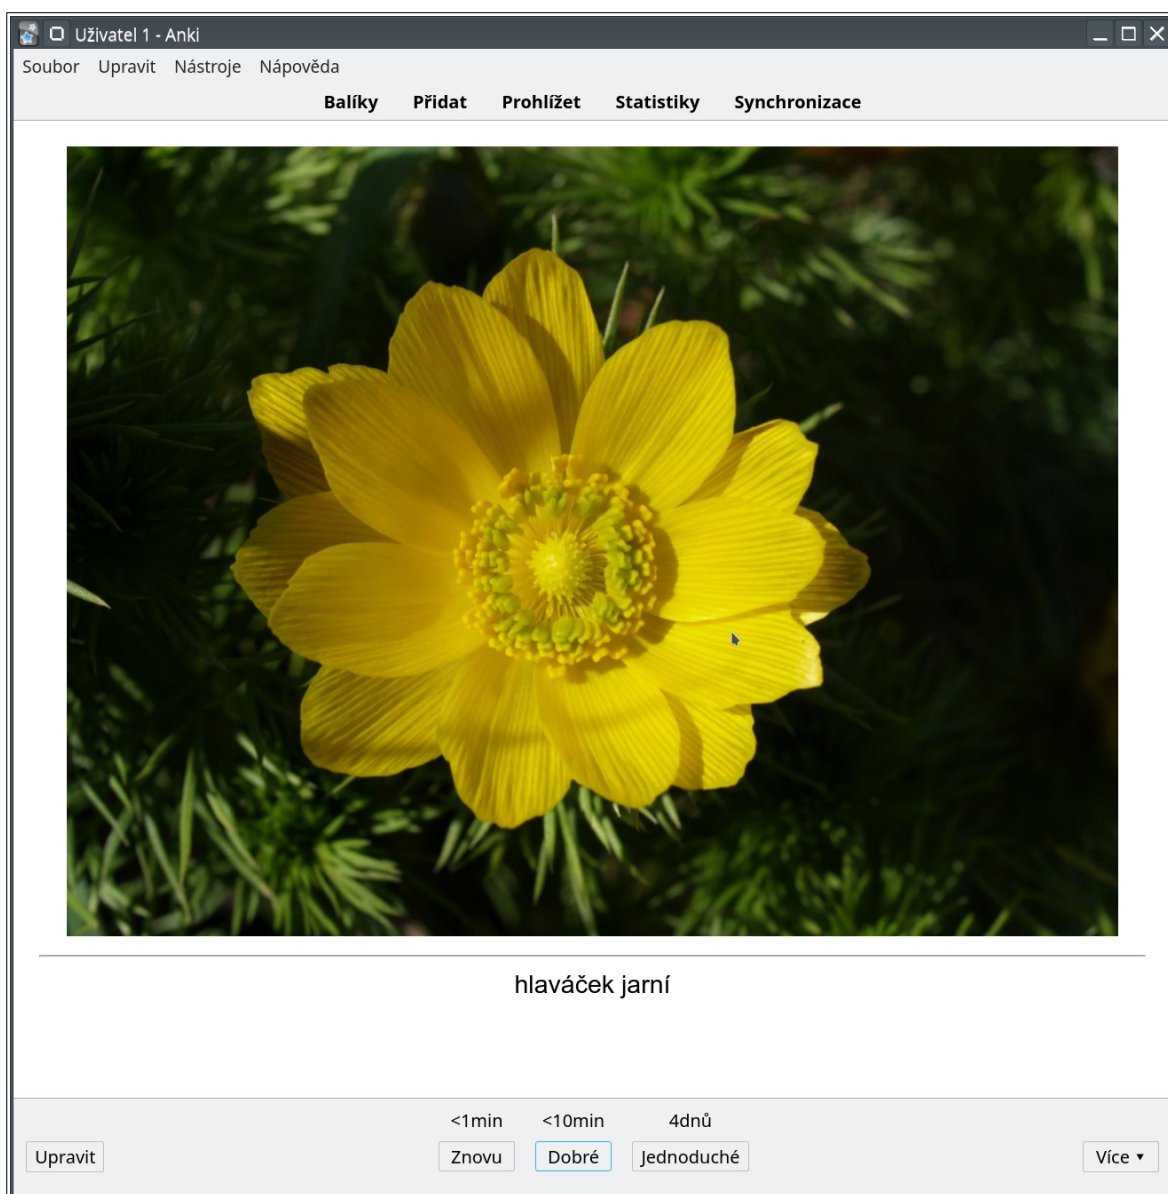 Uživatel 1 - Anki
Soubor Upravit Nástroje Nápověda
Balíky Přidat Prohlížet Statistiky Synchronizace
hlaváček jarní
<1min <10min 4dnů
Upravit Znovu Dobré Jednoduché Více